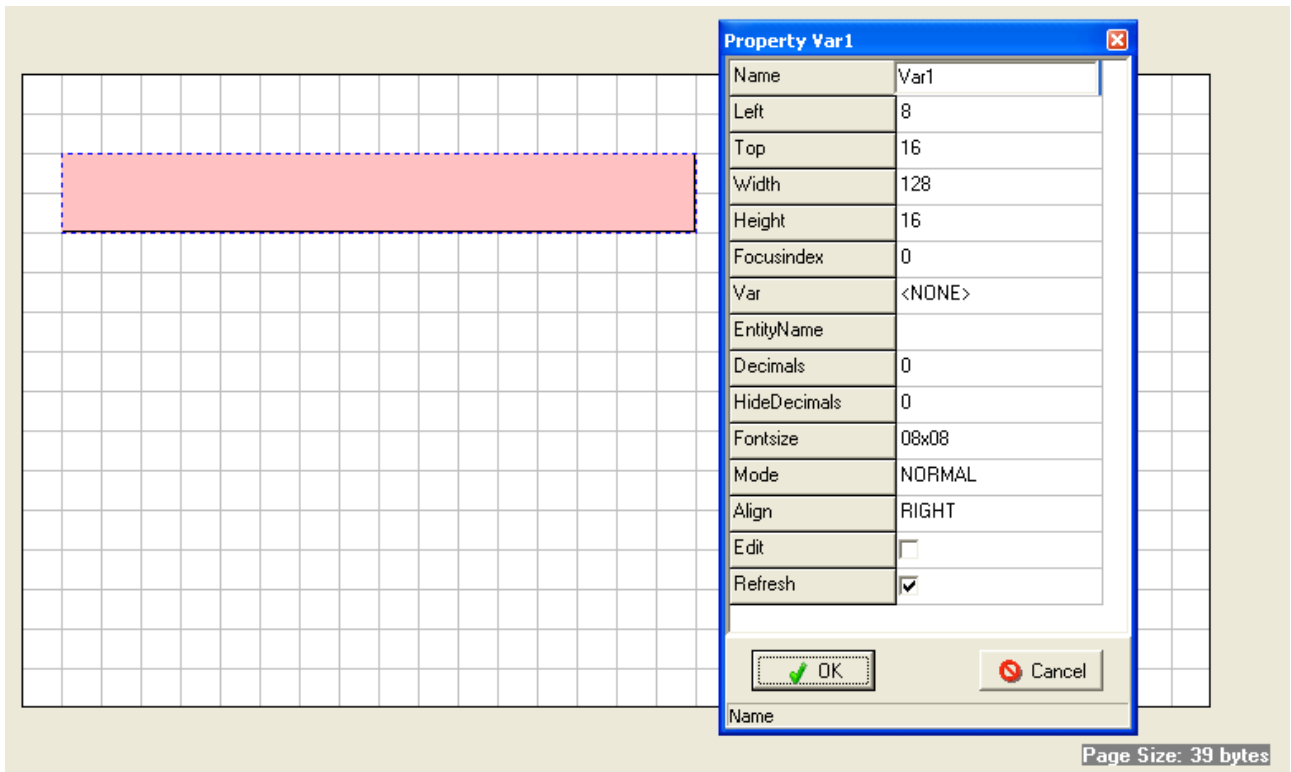 Property Var1
Name Var1
Left 8
Top 16
Width 128
Height 16
Focusindex 0
Var <NONE>
EntityName
Decimals 0
HideDecimals 0
Fontsize 08x08
Mode NORMAL
Align RIGHT
Edit
Refresh
OK Cancel
Name
Page Size: 39 bytes